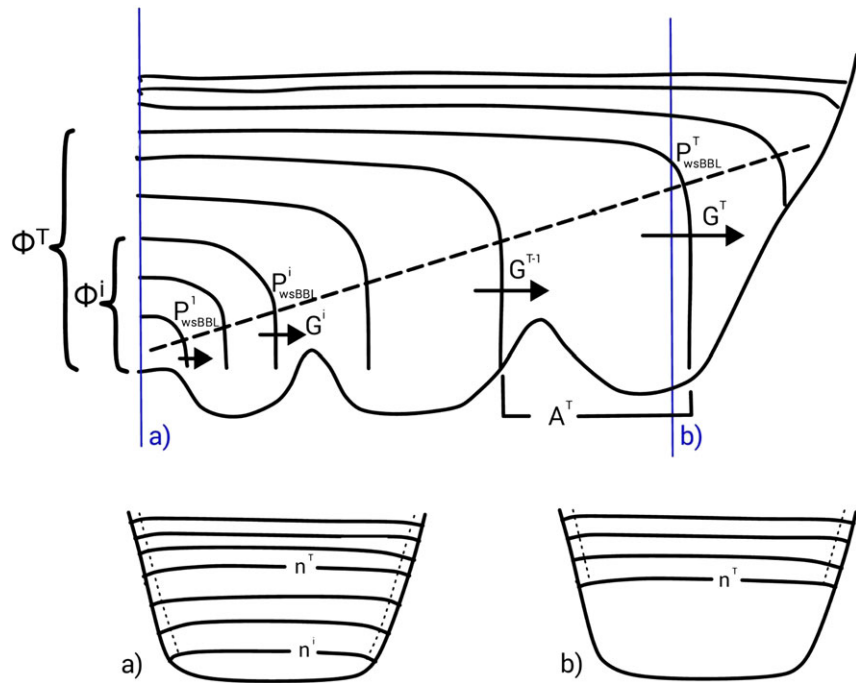 P^T_wsBBL
G^T
Φ^T
G^T-1
Φ^i
P^i_wsBBL
P^1_wsBBL
G^i
A^T
a)
b)
n^T
n^T
a)
n^i
b)